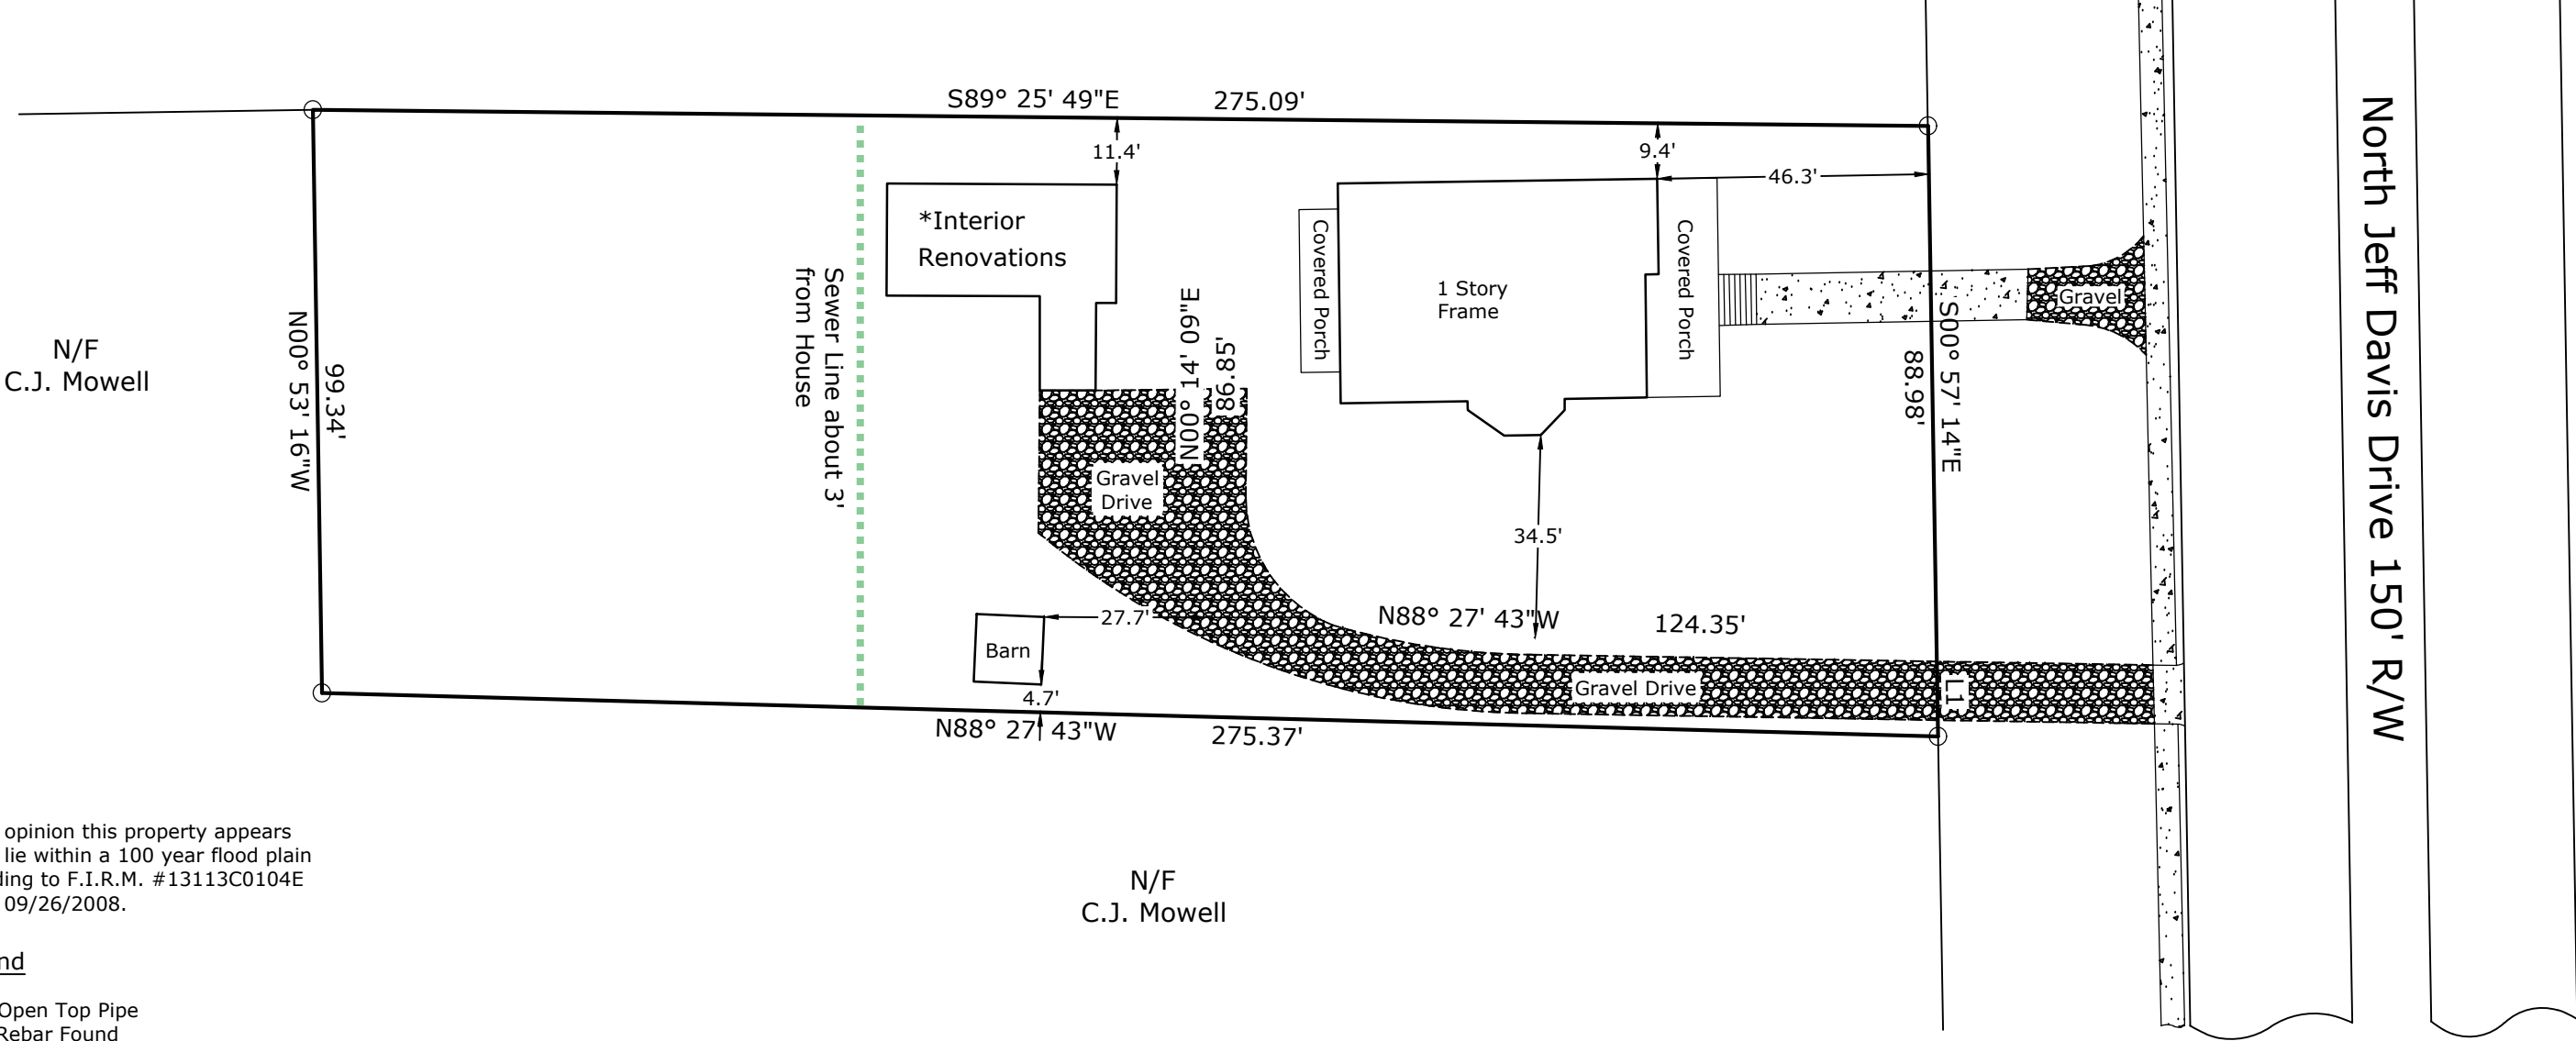 S89° 25' 49"E 275.09'
11.4'
9.4'
46.3'
*Interior
Renovations
Covered Porch
1 Story
Frame
Covered Porch
Gravel
North Jeff Davis Drive 150' R/W
N/F
C.J. Mowell
N00° 53' 16"W
99.34'
Sewer Line about 3'
from House
N00° 14' 09"E
86.85'
S00° 57' 14"E
88.98'
Gravel
Drive
34.5'
27.7'
N88° 27' 43"W 124.35'
Barn
4.7'
Gravel Drive
L1
N88° 27' 43"W 275.37'
opinion this property appears
lie within a 100 year flood plain
ding to F.I.R.M. #13113C0104E
09/26/2008.
N/F
C.J. Mowell
nd
Open Top Pipe
Rebar Found